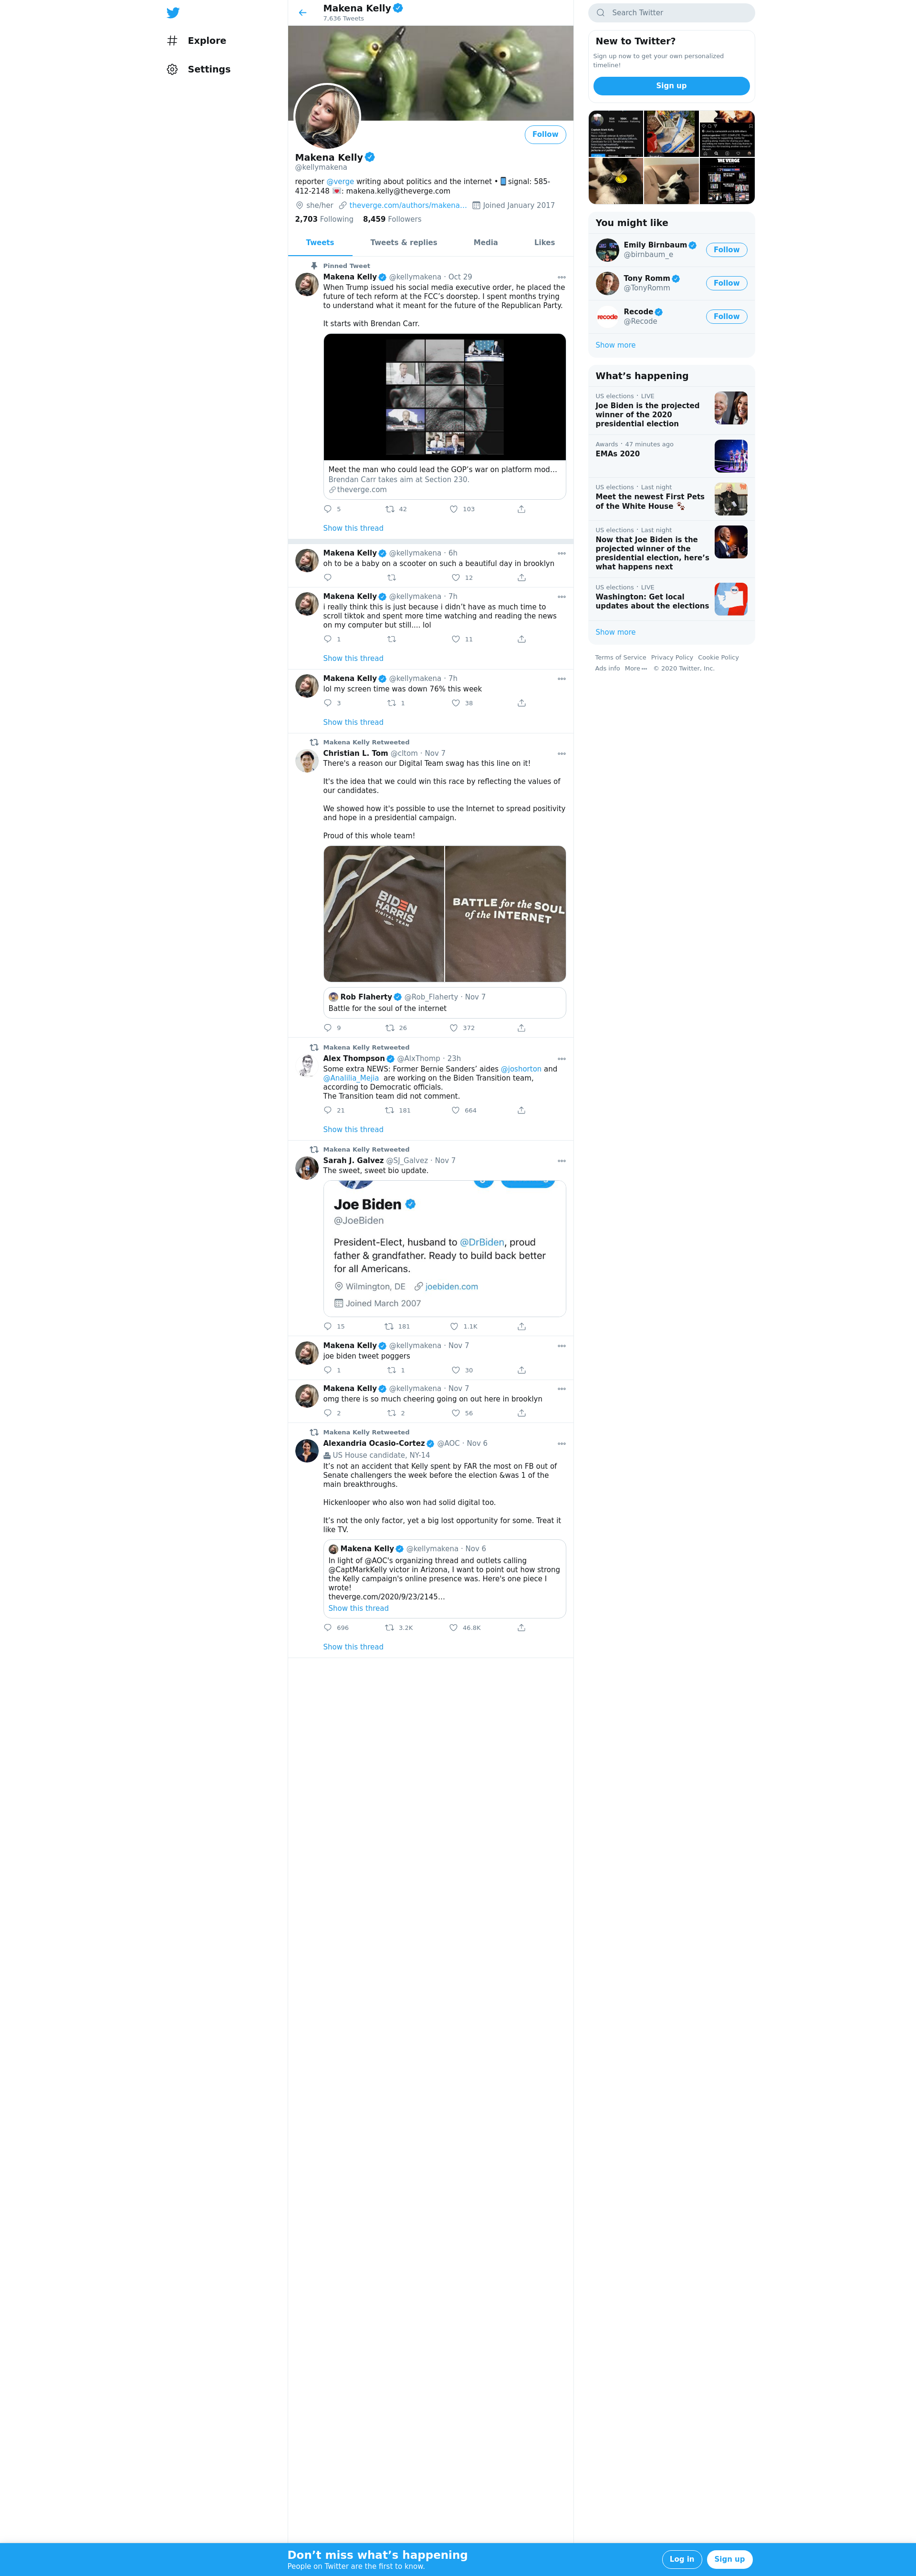 Explore
Settings
Makena Kelly
7,636 Tweets
Follow
Makena Kelly
@kellymakena
reporter @verge writing about politics and the internet • 📱signal: 585-
412-2148 💌: makena.kelly@theverge.com
she/her theverge.com/authors/makena… Joined January 2017
2,703 Following 8,459 Followers
Tweets Tweets & replies Media Likes
Pinned Tweet
Makena Kelly @kellymakena · Oct 29
When Trump issued his social media executive order, he placed the
future of tech reform at the FCC's doorstep. I spent months trying
to understand what it meant for the future of the Republican Party.
It starts with Brendan Carr.
Meet the man who could lead the GOP's war on platform mod…
Brendan Carr takes aim at Section 230.
theverge.com
5 42 103
Show this thread
Makena Kelly @kellymakena · 6h
oh to be a baby on a scooter on such a beautiful day in brooklyn
12
Makena Kelly @kellymakena · 7h
i really think this is just because i didn't have as much time to
scroll tiktok and spent more time watching and reading the news
on my computer but still.... lol
1 11
Show this thread
Makena Kelly @kellymakena · 7h
lol my screen time was down 76% this week
3 1 38
Show this thread
Makena Kelly Retweeted
Christian L. Tom @cltom · Nov 7
There's a reason our Digital Team swag has this line on it!
It's the idea that we could win this race by reflecting the values of
our candidates.
We showed how it's possible to use the Internet to spread positivity
and hope in a presidential campaign.
Proud of this whole team!
BIDEN
HARRIS
DIGITAL TEAM
BATTLE for the SOUL
of the INTERNET
Rob Flaherty @Rob_Flaherty · Nov 7
Battle for the soul of the internet
9 26 372
Makena Kelly Retweeted
Alex Thompson @AlxThomp · 23h
Some extra NEWS: Former Bernie Sanders' aides @joshorton and
@Analilia_Mejia are working on the Biden Transition team,
according to Democratic officials.
The Transition team did not comment.
21 181 664
Show this thread
Makena Kelly Retweeted
Sarah J. Galvez @SJ_Galvez · Nov 7
The sweet, sweet bio update.
Joe Biden
@JoeBiden
President-Elect, husband to @DrBiden, proud
father & grandfather. Ready to build back better
for all Americans.
Wilmington, DE joebiden.com
Joined March 2007
15 181 1.1K
Makena Kelly @kellymakena · Nov 7
joe biden tweet poggers
1 1 30
Makena Kelly @kellymakena · Nov 7
omg there is so much cheering going on out here in brooklyn
2 2 56
Makena Kelly Retweeted
Alexandria Ocasio-Cortez @AOC · Nov 6
US House candidate, NY-14
It's not an accident that Kelly spent by FAR the most on FB out of
Senate challengers the week before the election &was 1 of the
main breakthroughs.
Hickenlooper who also won had solid digital too.
It's not the only factor, yet a big lost opportunity for some. Treat it
like TV.
Makena Kelly @kellymakena · Nov 6
In light of @AOC's organizing thread and outlets calling
@CaptMarkKelly victor in Arizona, I want to point out how strong
the Kelly campaign's online presence was. Here's one piece I
wrote!
theverge.com/2020/9/23/2145…
Show this thread
696 3.2K 46.8K
Show this thread
Search Twitter
New to Twitter?
Sign up now to get your own personalized
timeline!
Sign up
THE VERGE
You might like
Emily Birnbaum
@birnbaum_e
Follow
Tony Romm
@TonyRomm
Follow
recode
Recode
@Recode
Follow
Show more
What's happening
US elections · LIVE
Joe Biden is the projected
winner of the 2020
presidential election
Awards · 47 minutes ago
EMAs 2020
US elections · Last night
Meet the newest First Pets
of the White House 🐾
US elections · Last night
Now that Joe Biden is the
projected winner of the
presidential election, here's
what happens next
US elections · LIVE
Washington: Get local
updates about the elections
Show more
Terms of Service Privacy Policy Cookie Policy
Ads info More © 2020 Twitter, Inc.
Don't miss what's happening
People on Twitter are the first to know.
Log in
Sign up